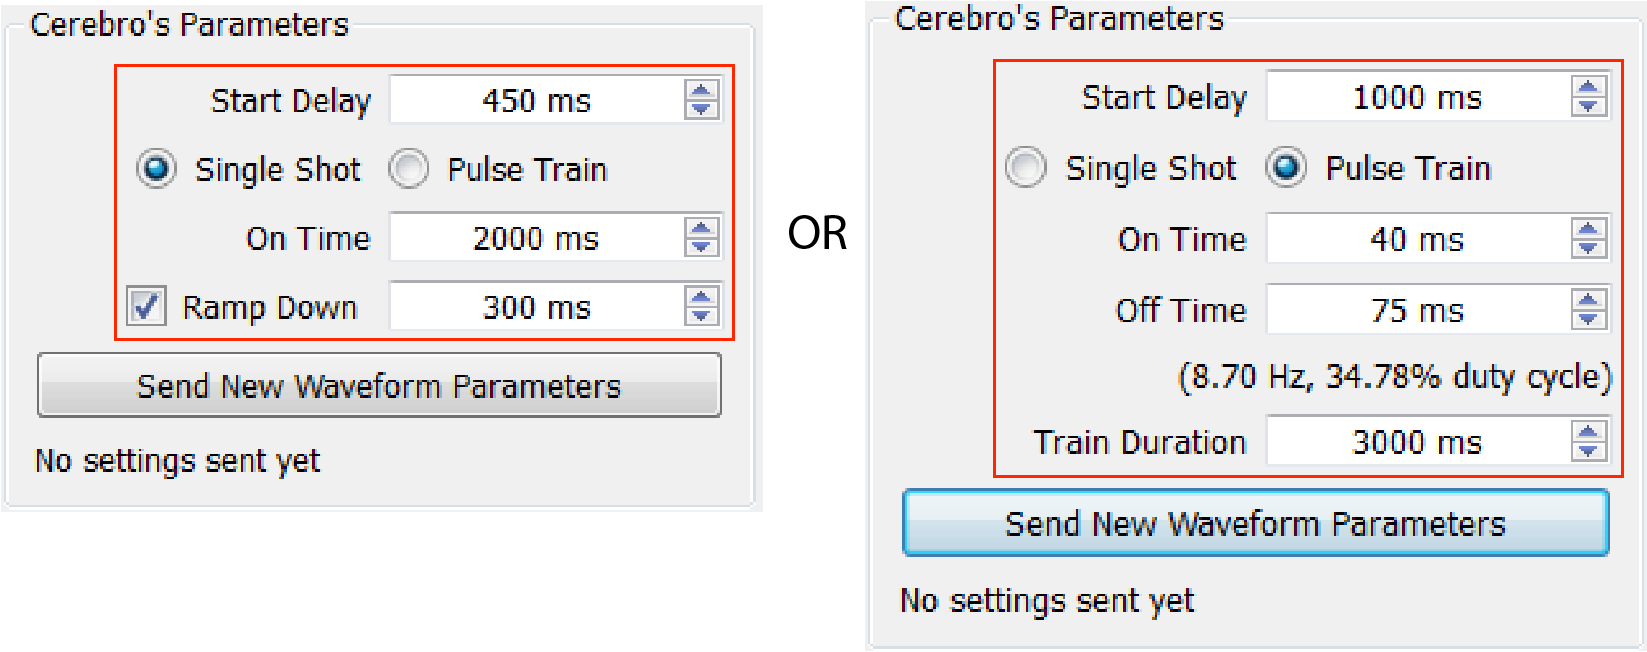 Cerebro's Parameters
Start Delay 450 ms
Single Shot Pulse Train
On Time 2000 ms
Ramp Down 300 ms
Send New Waveform Parameters
No settings sent yet
OR
Cerebro's Parameters
Start Delay 1000 ms
Single Shot Pulse Train
On Time 40 ms
Off Time 75 ms
(8.70 Hz, 34.78% duty cycle)
Train Duration 3000 ms
Send New Waveform Parameters
No settings sent yet